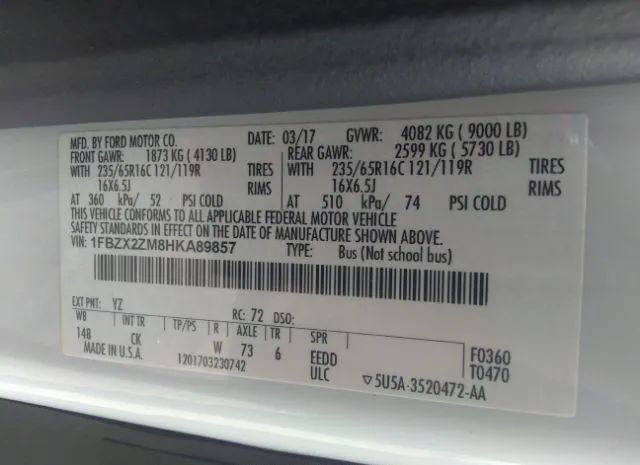 MFD. BY FORD MOTOR CO. DATE: 03/17 GVWR: 4082 KG ( 9000 LB)
FRONT GAWR: 1873 KG ( 4130 LB) REAR GAWR: 2599 KG ( 5730 LB)
WITH 235/65R16C 121/119R TIRES WITH 235/65R16C 121/119R TIRES
16X6.5J RIMS 16X6.5J RIMS
AT 360 kPa/ 52 PSI COLD AT 510 kPa/ 74 PSI COLD
THIS VEHICLE CONFORMS TO ALL APPLICABLE FEDERAL MOTOR VEHICLE
SAFETY STANDARDS IN EFFECT ON THE DATE OF MANUFACTURE SHOWN ABOVE.
VIN: 1FBZX2ZM8HKA89857 TYPE: Bus (Not school bus)
EXT PNT: YZ RC: 72 DSO:
WB INT TR TP/PS R AXLE TR SPR
148 CK W 73 6 EEDD F0360
MADE IN U.S.A. 1201703230742 ULC ▽5U5A-3520472-AA T0470